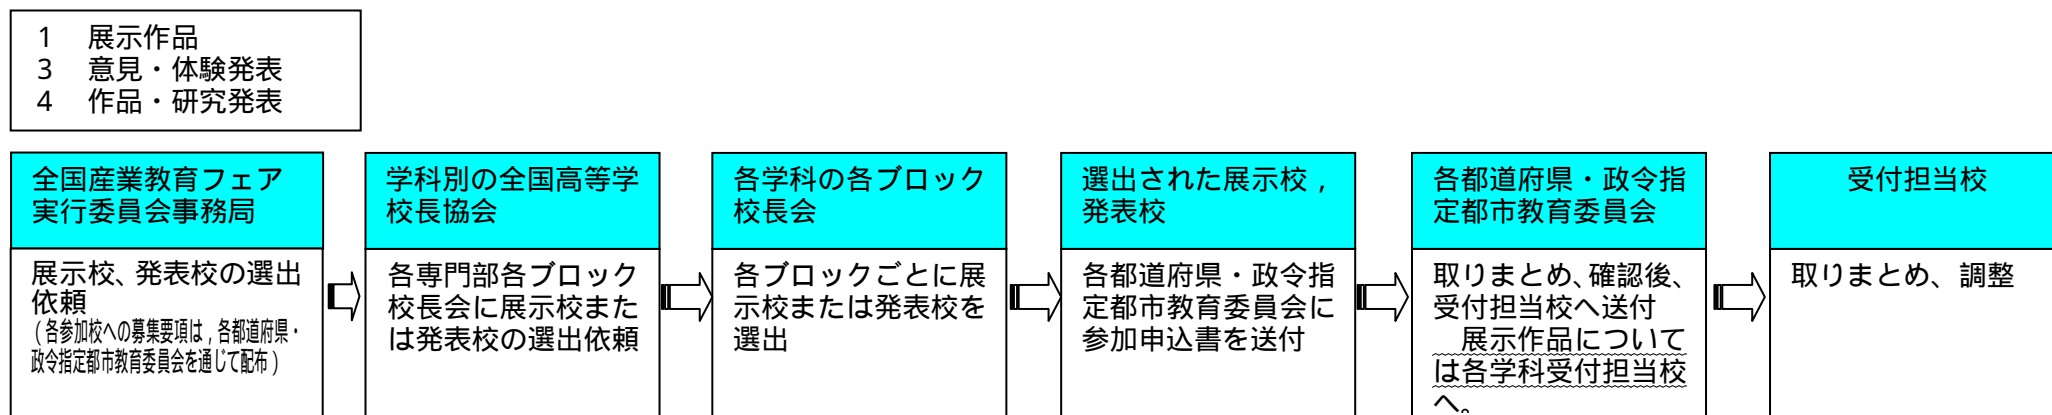 1　展示作品
3　意見・体験発表
4　作品・研究発表
全国産業教育フェア
実行委員会事務局
展示校、発表校の選出
依頼
(各参加校への募集要項は，各都道府県・
政令指定都市教育委員会を通じて配布)
学科別の全国高等学
校長協会
各専門部各ブロック
校長会に展示校また
は発表校の選出依頼
各学科の各ブロック
校長会
各ブロックごとに展
示校または発表校を
選出
選出された展示校，
発表校
各都道府県・政令指
定都市教育委員会に
参加申込書を送付
各都道府県・政令指
定都市教育委員会
取りまとめ、確認後、
受付担当校へ送付
　展示作品について
は各学科受付担当校
へ。
受付担当校
取りまとめ、調整